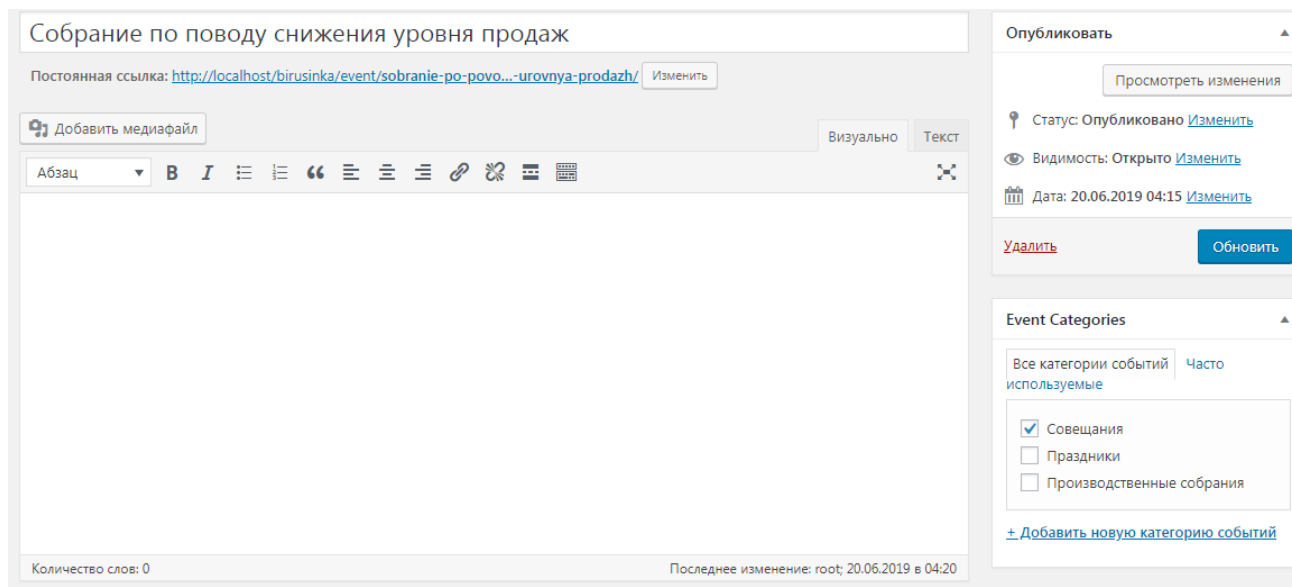 Собрание по поводу снижения уровня продаж
Постоянная ссылка: http://localhost/birusinka/event/sobranie-po-povo...-urovnya-prodazh/ Изменить
Добавить медиафайл
Визуально Текст
Абзац
Количество слов: 0
Последнее изменение: root; 20.06.2019 в 04:20
Опубликовать
Просмотреть изменения
Статус: Опубликовано Изменить
Видимость: Открыто Изменить
Дата: 20.06.2019 04:15 Изменить
Удалить Обновить
Event Categories
Все категории событий Часто
используемые
Совещания
Праздники
Производственные собрания
+ Добавить новую категорию событий